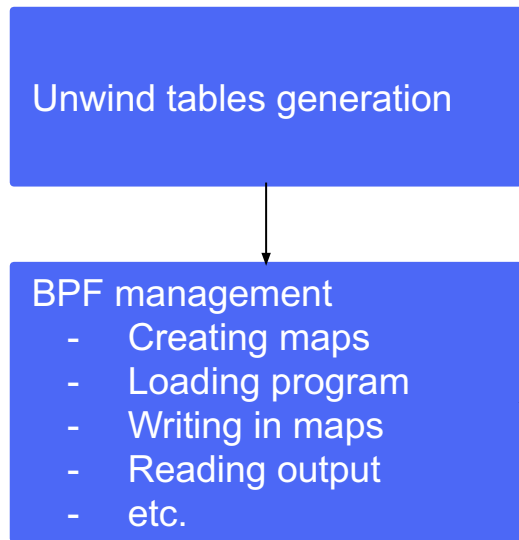 Unwind tables generation
BPF management
- Creating maps
- Loading program
- Writing in maps
- Reading output
- etc.